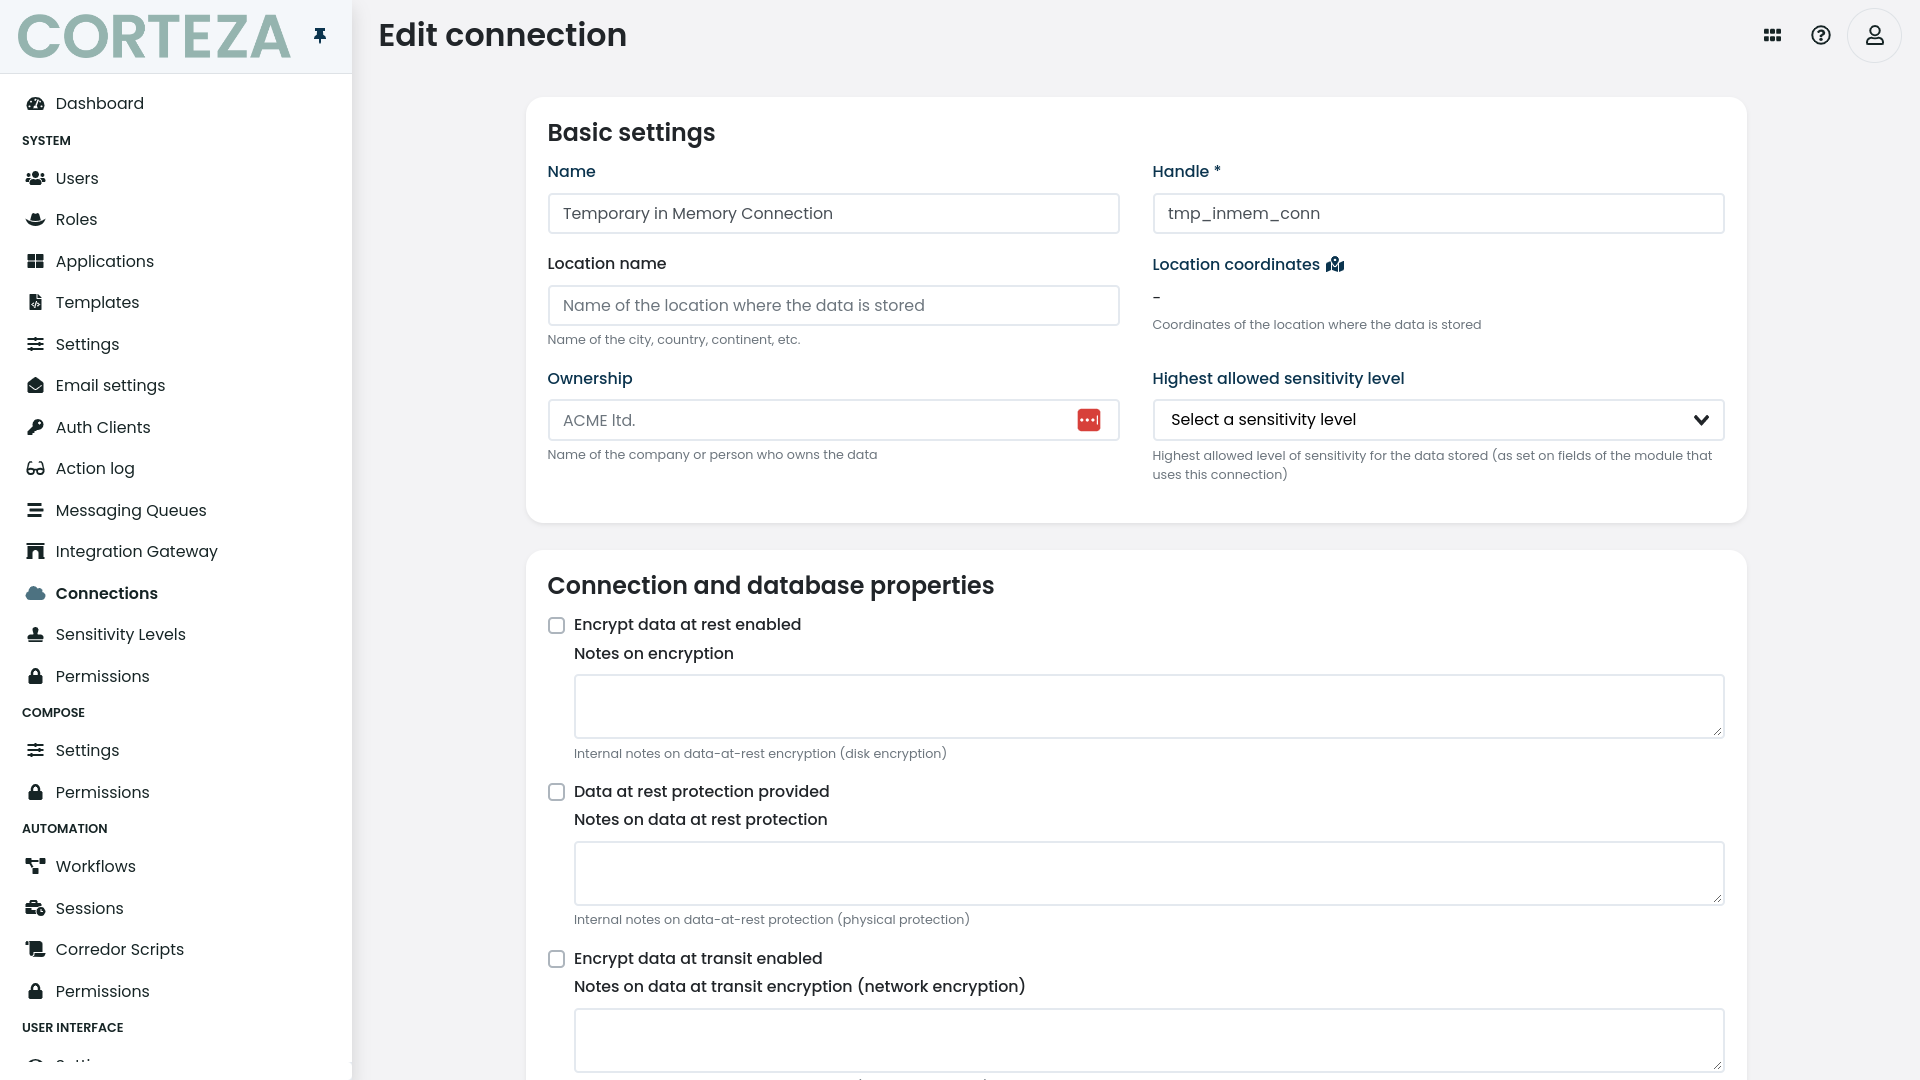 CORTEZA
Edit connection
Dashboard
SYSTEM
Users
Roles
Applications
Templates
Settings
Email settings
Auth Clients
Action log
Messaging Queues
Integration Gateway
Connections
Sensitivity Levels
Permissions
COMPOSE
Settings
Permissions
AUTOMATION
Workflows
Sessions
Corredor Scripts
Permissions
USER INTERFACE
Basic settings
Name
Temporary in Memory Connection
Handle *
tmp_inmem_conn
Location name
Name of the location where the data is stored
Name of the city, country, continent, etc.
Location coordinates
-
Coordinates of the location where the data is stored
Ownership
ACME ltd.
Name of the company or person who owns the data
Highest allowed sensitivity level
Select a sensitivity level
Highest allowed level of sensitivity for the data stored (as set on fields of the module that
uses this connection)
Connection and database properties
Encrypt data at rest enabled
Notes on encryption
Internal notes on data-at-rest encryption (disk encryption)
Data at rest protection provided
Notes on data at rest protection
Internal notes on data-at-rest protection (physical protection)
Encrypt data at transit enabled
Notes on data at transit encryption (network encryption)